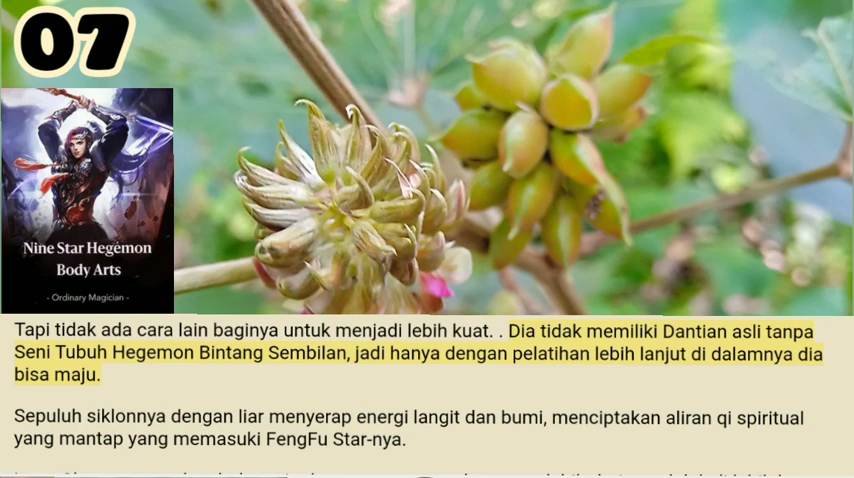 07
Nine Star Hegemon
Body Arts
- Ordinary Magician -
Tapi tidak ada cara lain baginya untuk menjadi lebih kuat. . Dia tidak memiliki Dantian asli tanpa
Seni Tubuh Hegemon Bintang Sembilan, jadi hanya dengan pelatihan lebih lanjut di dalamnya dia
bisa maju.
Sepuluh siklonnya dengan liar menyerap energi langit dan bumi, menciptakan aliran qi spiritual
yang mantap yang memasuki FengFu Star-nya.